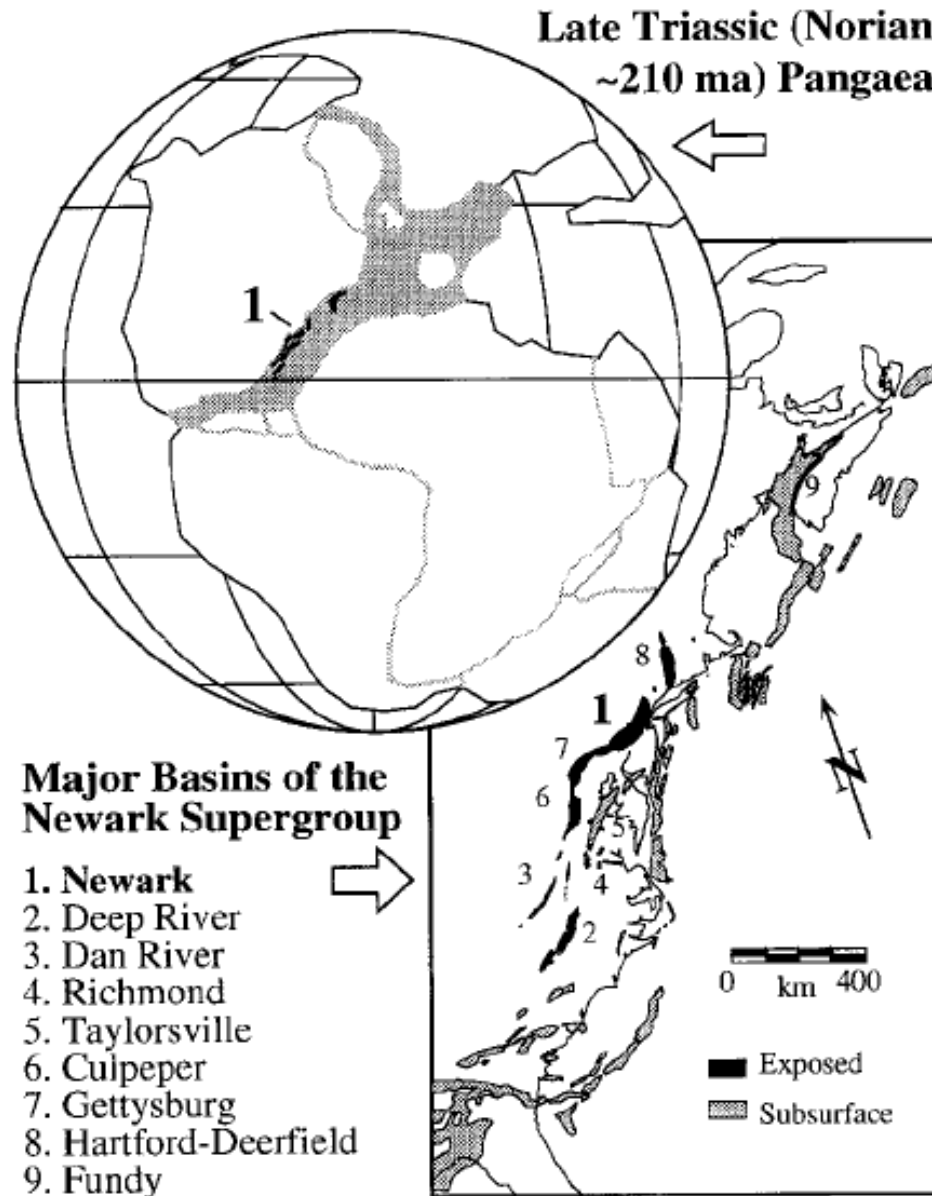 Late Triassic (Norian
~210 ma) Pangaea
1
9
8
1
7
6
5
3
4
2
N
Major Basins of the
Newark Supergroup
1. Newark
2. Deep River
3. Dan River
4. Richmond
5. Taylorsville
6. Culpeper
7. Gettysburg
8. Hartford-Deerfield
9. Fundy
0 km 400
Exposed
Subsurface